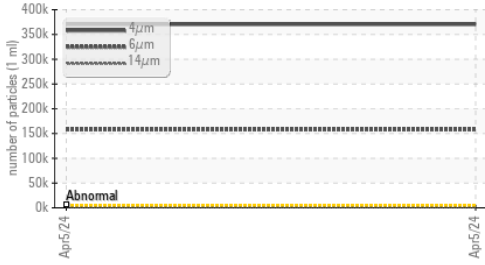 400k
350k
300k
250k
200k
150k
100k
50k
0k
number of particles (1 ml)
4μm
6μm
14μm
Abnormal
Apr5/24
Apr5/24